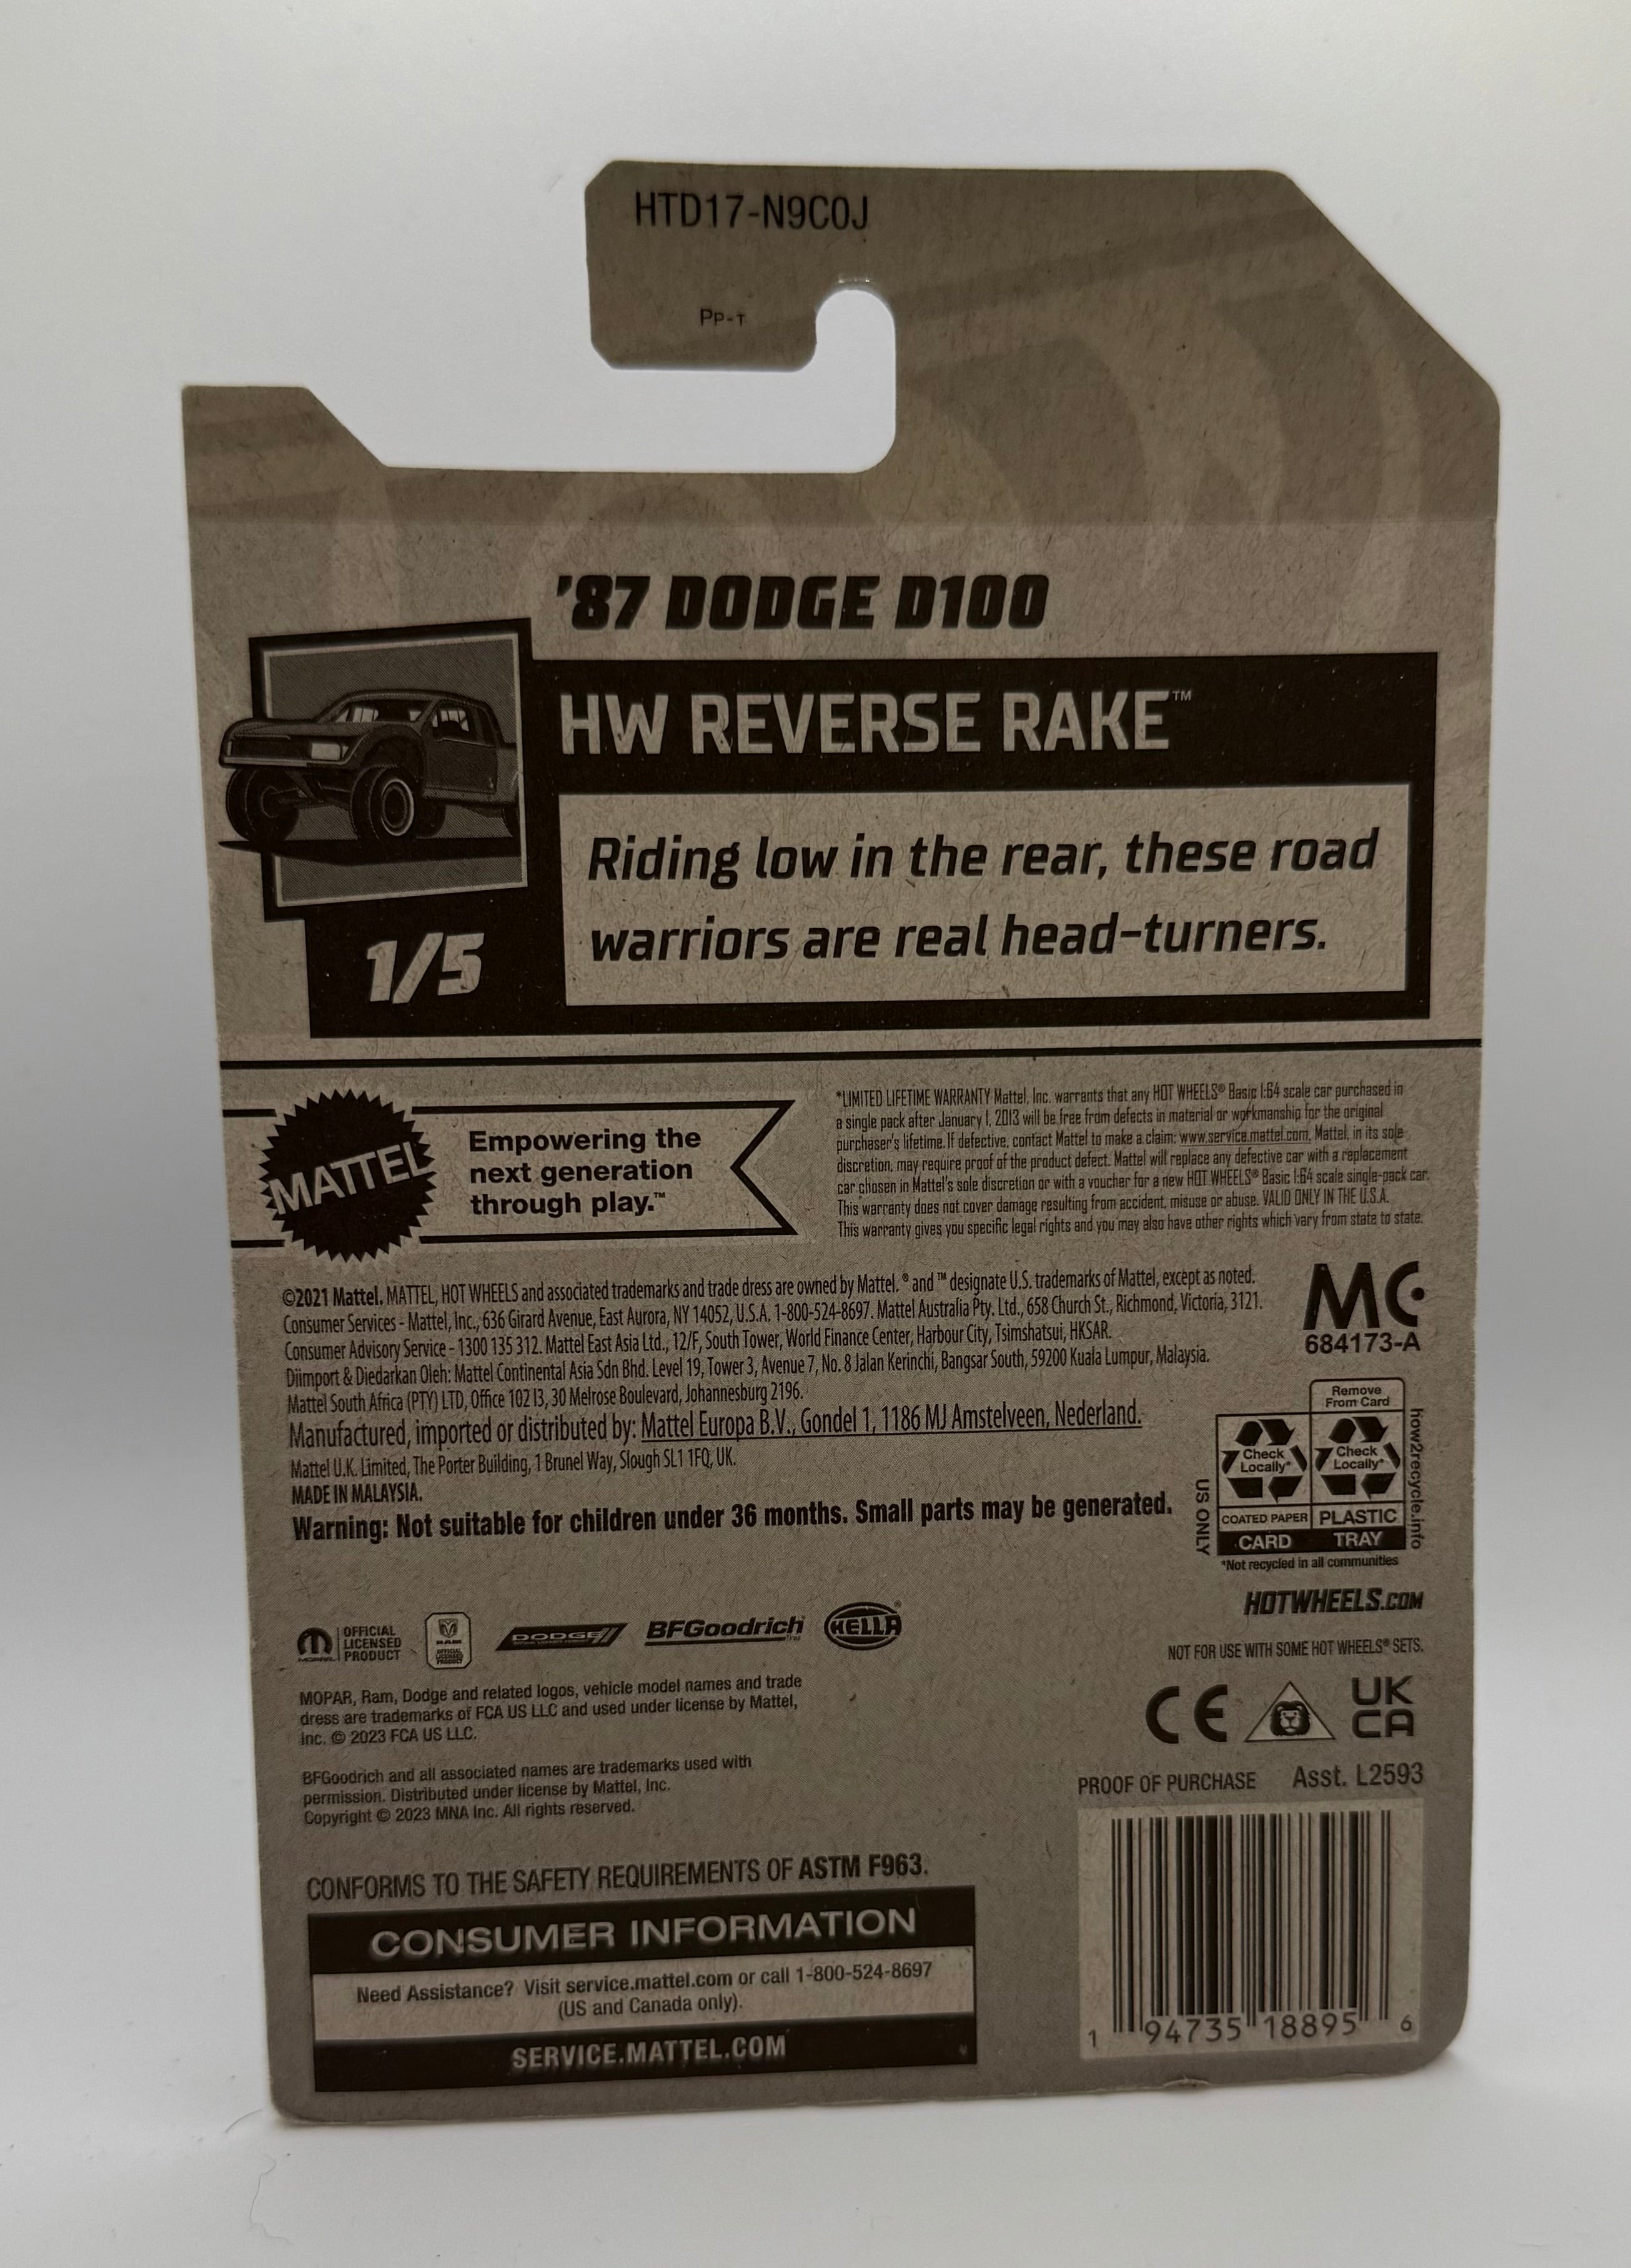 HTD17-N9C0J
PP-T
'87 DODGE D100
HW REVERSE RAKE™
Riding low in the rear, these road
warriors are real head-turners.
1/5
MATTEL
Empowering the
next generation
through play.™
*LIMITED LIFETIME WARRANTY Mattel, Inc. warrants that any HOT WHEELS® Basic 1:64 scale car purchased in
a single pack after January 1, 2013 will be free from defects in material or workmanship for the original
purchaser's lifetime. If defective, contact Mattel to make a claim: www.service.mattel.com. Mattel, in its sole
discretion, may require proof of the product defect. Mattel will replace any defective car with a replacement
car chosen in Mattel's sole discretion or with a voucher for a new HOT WHEELS® Basic 1:64 scale single-pack car.
This warranty does not cover damage resulting from accident, misuse or abuse. VALID ONLY IN THE U.S.A.
This warranty gives you specific legal rights and you may also have other rights which vary from state to state.
©2021 Mattel. MATTEL, HOT WHEELS and associated trademarks and trade dress are owned by Mattel. ® and ™ designate U.S. trademarks of Mattel, except as noted.
Consumer Services - Mattel, Inc., 636 Girard Avenue, East Aurora, NY 14052, U.S.A. 1-800-524-8697. Mattel Australia Pty. Ltd., 658 Church St., Richmond, Victoria, 3121.
Consumer Advisory Service - 1300 135 312. Mattel East Asia Ltd., 12/F, South Tower, World Finance Center, Harbour City, Tsimshatsui, HKSAR.
Diimport & Diedarkan Oleh: Mattel Continental Asia Sdn Bhd. Level 19, Tower 3, Avenue 7, No. 8 Jalan Kerinchi, Bangsar South, 59200 Kuala Lumpur, Malaysia.
Mattel South Africa (PTY) LTD, Office 102 I3, 30 Melrose Boulevard, Johannesburg 2196.
Manufactured, imported or distributed by: Mattel Europa B.V., Gondel 1, 1186 MJ Amstelveen, Nederland.
Mattel U.K. Limited, The Porter Building, 1 Brunel Way, Slough SL1 1FQ, UK.
MADE IN MALAYSIA.
Warning: Not suitable for children under 36 months. Small parts may be generated.
MC
684173-A
Remove
From Card
Check
Locally*
Check
Locally*
COATED PAPER
PLASTIC
CARD
TRAY
US ONLY
how2recycle.info
*Not recycled in all communities
HOTWHEELS.COM
NOT FOR USE WITH SOME HOT WHEELS® SETS.
MOPAR
OFFICIAL
LICENSED
PRODUCT
RAM
OFFICIAL
LICENSED
PRODUCT
DODGE
BFGoodrich
HELLA®
MOPAR, Ram, Dodge and related logos, vehicle model names and trade
dress are trademarks of FCA US LLC and used under license by Mattel,
Inc. © 2023 FCA US LLC.
BFGoodrich and all associated names are trademarks used with
permission. Distributed under license by Mattel, Inc.
Copyright © 2023 MNA Inc. All rights reserved.
CE
UK
CA
PROOF OF PURCHASE Asst. L2593
1 94735 18895 6
CONFORMS TO THE SAFETY REQUIREMENTS OF ASTM F963.
CONSUMER INFORMATION
Need Assistance? Visit service.mattel.com or call 1-800-524-8697
(US and Canada only).
SERVICE.MATTEL.COM